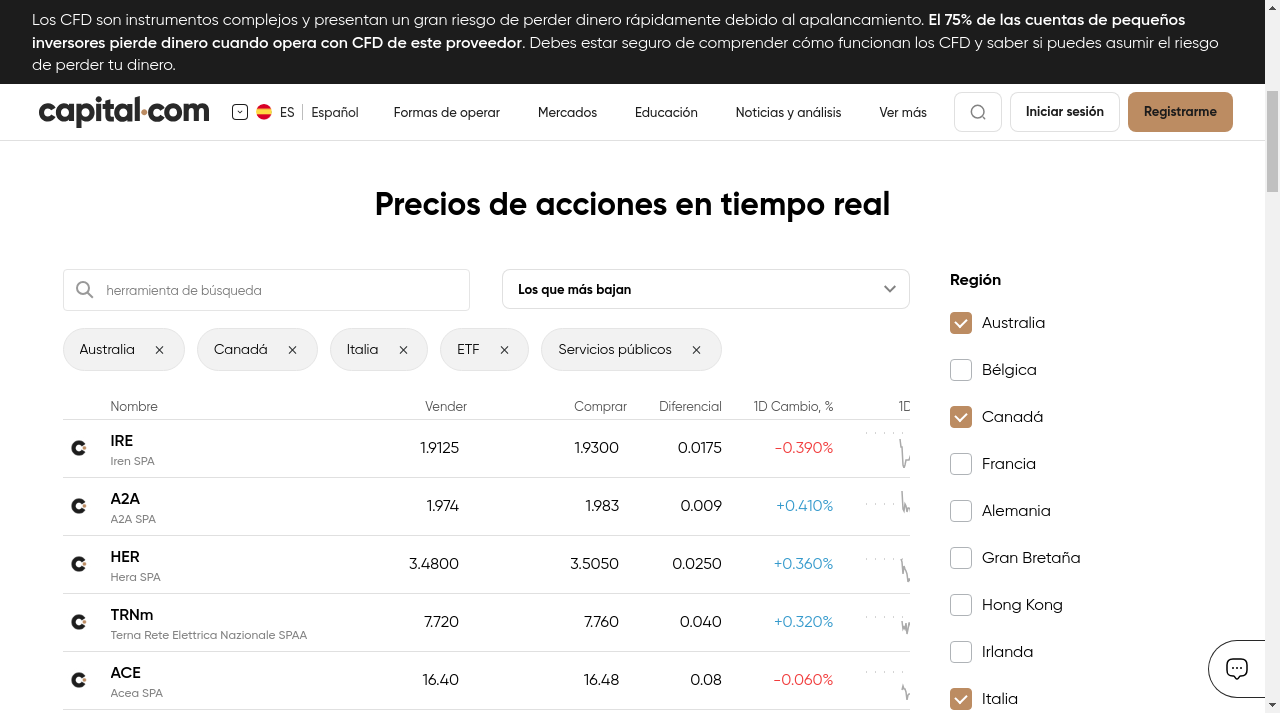 Los CFD son instrumentos complejos y presentan un gran riesgo de perder dinero rápidamente debido al apalancamiento. El 75% de las cuentas de pequeños
inversores pierde dinero cuando opera con CFD de este proveedor. Debes estar seguro de comprender cómo funcionan los CFD y saber si puedes asumir el riesgo
de perder tu dinero.
capital.com ES Español Formas de operar Mercados Educación Noticias y análisis Ver más Iniciar sesión Registrarme
Precios de acciones en tiempo real
herramienta de búsqueda Los que más bajan
Australia Canadá Italia ETF Servicios públicos
Nombre Vender Comprar Diferencial 1D Cambio, % 1D
IRE 1.9125 1.9300 0.0175 -0.390%
Iren SPA
A2A 1.974 1.983 0.009 +0.410%
A2A SPA
HER 3.4800 3.5050 0.0250 +0.360%
Hera SPA
TRNm 7.720 7.760 0.040 +0.320%
Terna Rete Elettrica Nazionale SPAA
ACE 16.40 16.48 0.08 -0.060%
Acea SPA
Región
Australia
Bélgica
Canadá
Francia
Alemania
Gran Bretaña
Hong Kong
Irlanda
Italia